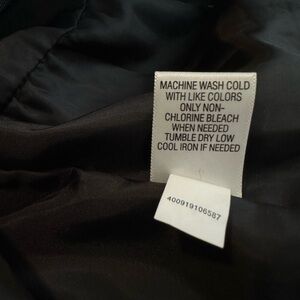 MACHINE WASH COLD
WITH LIKE COLORS
ONLY NON-
CHLORINE BLEACH
WHEN NEEDED
TUMBLE DRY LOW
COOL IRON IF NEEDED
400919106587